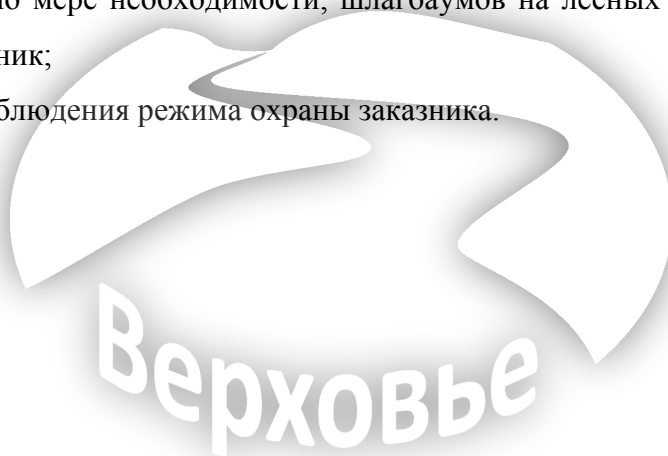 по мере необходимости, шлагбаумов на лесных
ник;
блюдения режима охраны заказника.
Верховье